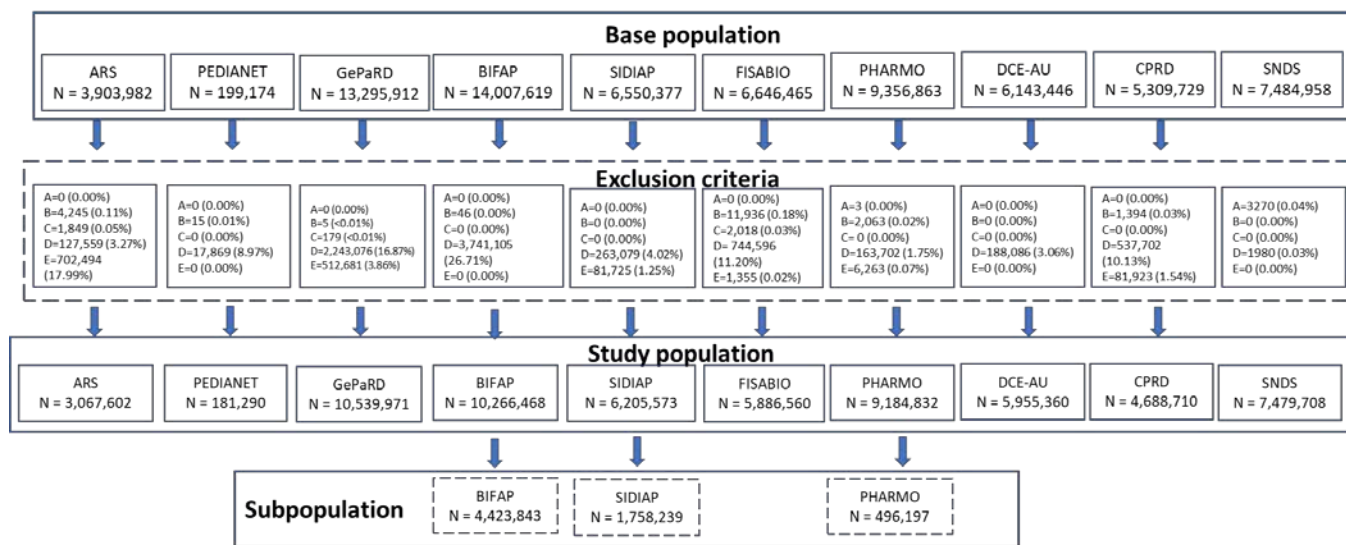 Base population
ARS
N = 3,903,982
PEDIANET
N = 199,174
GePaRD
N = 13,295,912
BIFAP
N = 14,007,619
SIDIAP
N = 6,550,377
FISABIO
N = 6,646,465
PHARMO
N = 9,356,863
DCE-AU
N = 6,143,446
CPRD
N = 5,309,729
SNDS
N = 7,484,958
Exclusion criteria
A=0 (0.00%)
B=4,245 (0.11%)
C=1,849 (0.05%)
D=127,559 (3.27%)
E=702,494
(17.99%)
A=0 (0.00%)
B=15 (0.01%)
C=0 (0.00%)
D=17,869 (8.97%)
E=0 (0.00%)
A=0 (0.00%)
B=5 (<0.01%)
C=179 (<0.01%)
D=2,243,076 (16.87%)
E=512,681 (3.86%)
A=0 (0.00%)
B=46 (0.00%)
C=0 (0.00%)
D=3,741,105
(26.71%)
E=0 (0.00%)
A=0 (0.00%)
B=0 (0.00%)
C=0 (0.00%)
D=263,079 (4.02%)
E=81,725 (1.25%)
A=0 (0.00%)
B=11,936 (0.18%)
C=2,018 (0.03%)
D= 744,596
(11.20%)
E=1,355 (0.02%)
A=3 (0.00%)
B=2,063 (0.02%)
C= 0 (0.00%)
D=163,702 (1.75%)
E=6,263 (0.07%)
A=0 (0.00%)
B=0 (0.00%)
C=0 (0.00%)
D=188,086 (3.06%)
E=0 (0.00%)
A=0 (0.00%)
B=1,394 (0.03%)
C=0 (0.00%)
D=537,702
(10.13%)
E=81,923 (1.54%)
A=3270 (0.04%)
B=0 (0.00%)
C=0 (0.00%)
D=1980 (0.03%)
E=0 (0.00%)
Study population
ARS
N = 3,067,602
PEDIANET
N = 181,290
GePaRD
N = 10,539,971
BIFAP
N = 10,266,468
SIDIAP
N = 6,205,573
FISABIO
N = 5,886,560
PHARMO
N = 9,184,832
DCE-AU
N = 5,955,360
CPRD
N = 4,688,710
SNDS
N = 7,479,708
Subpopulation
BIFAP
N = 4,423,843
SIDIAP
N = 1,758,239
PHARMO
N = 496,197